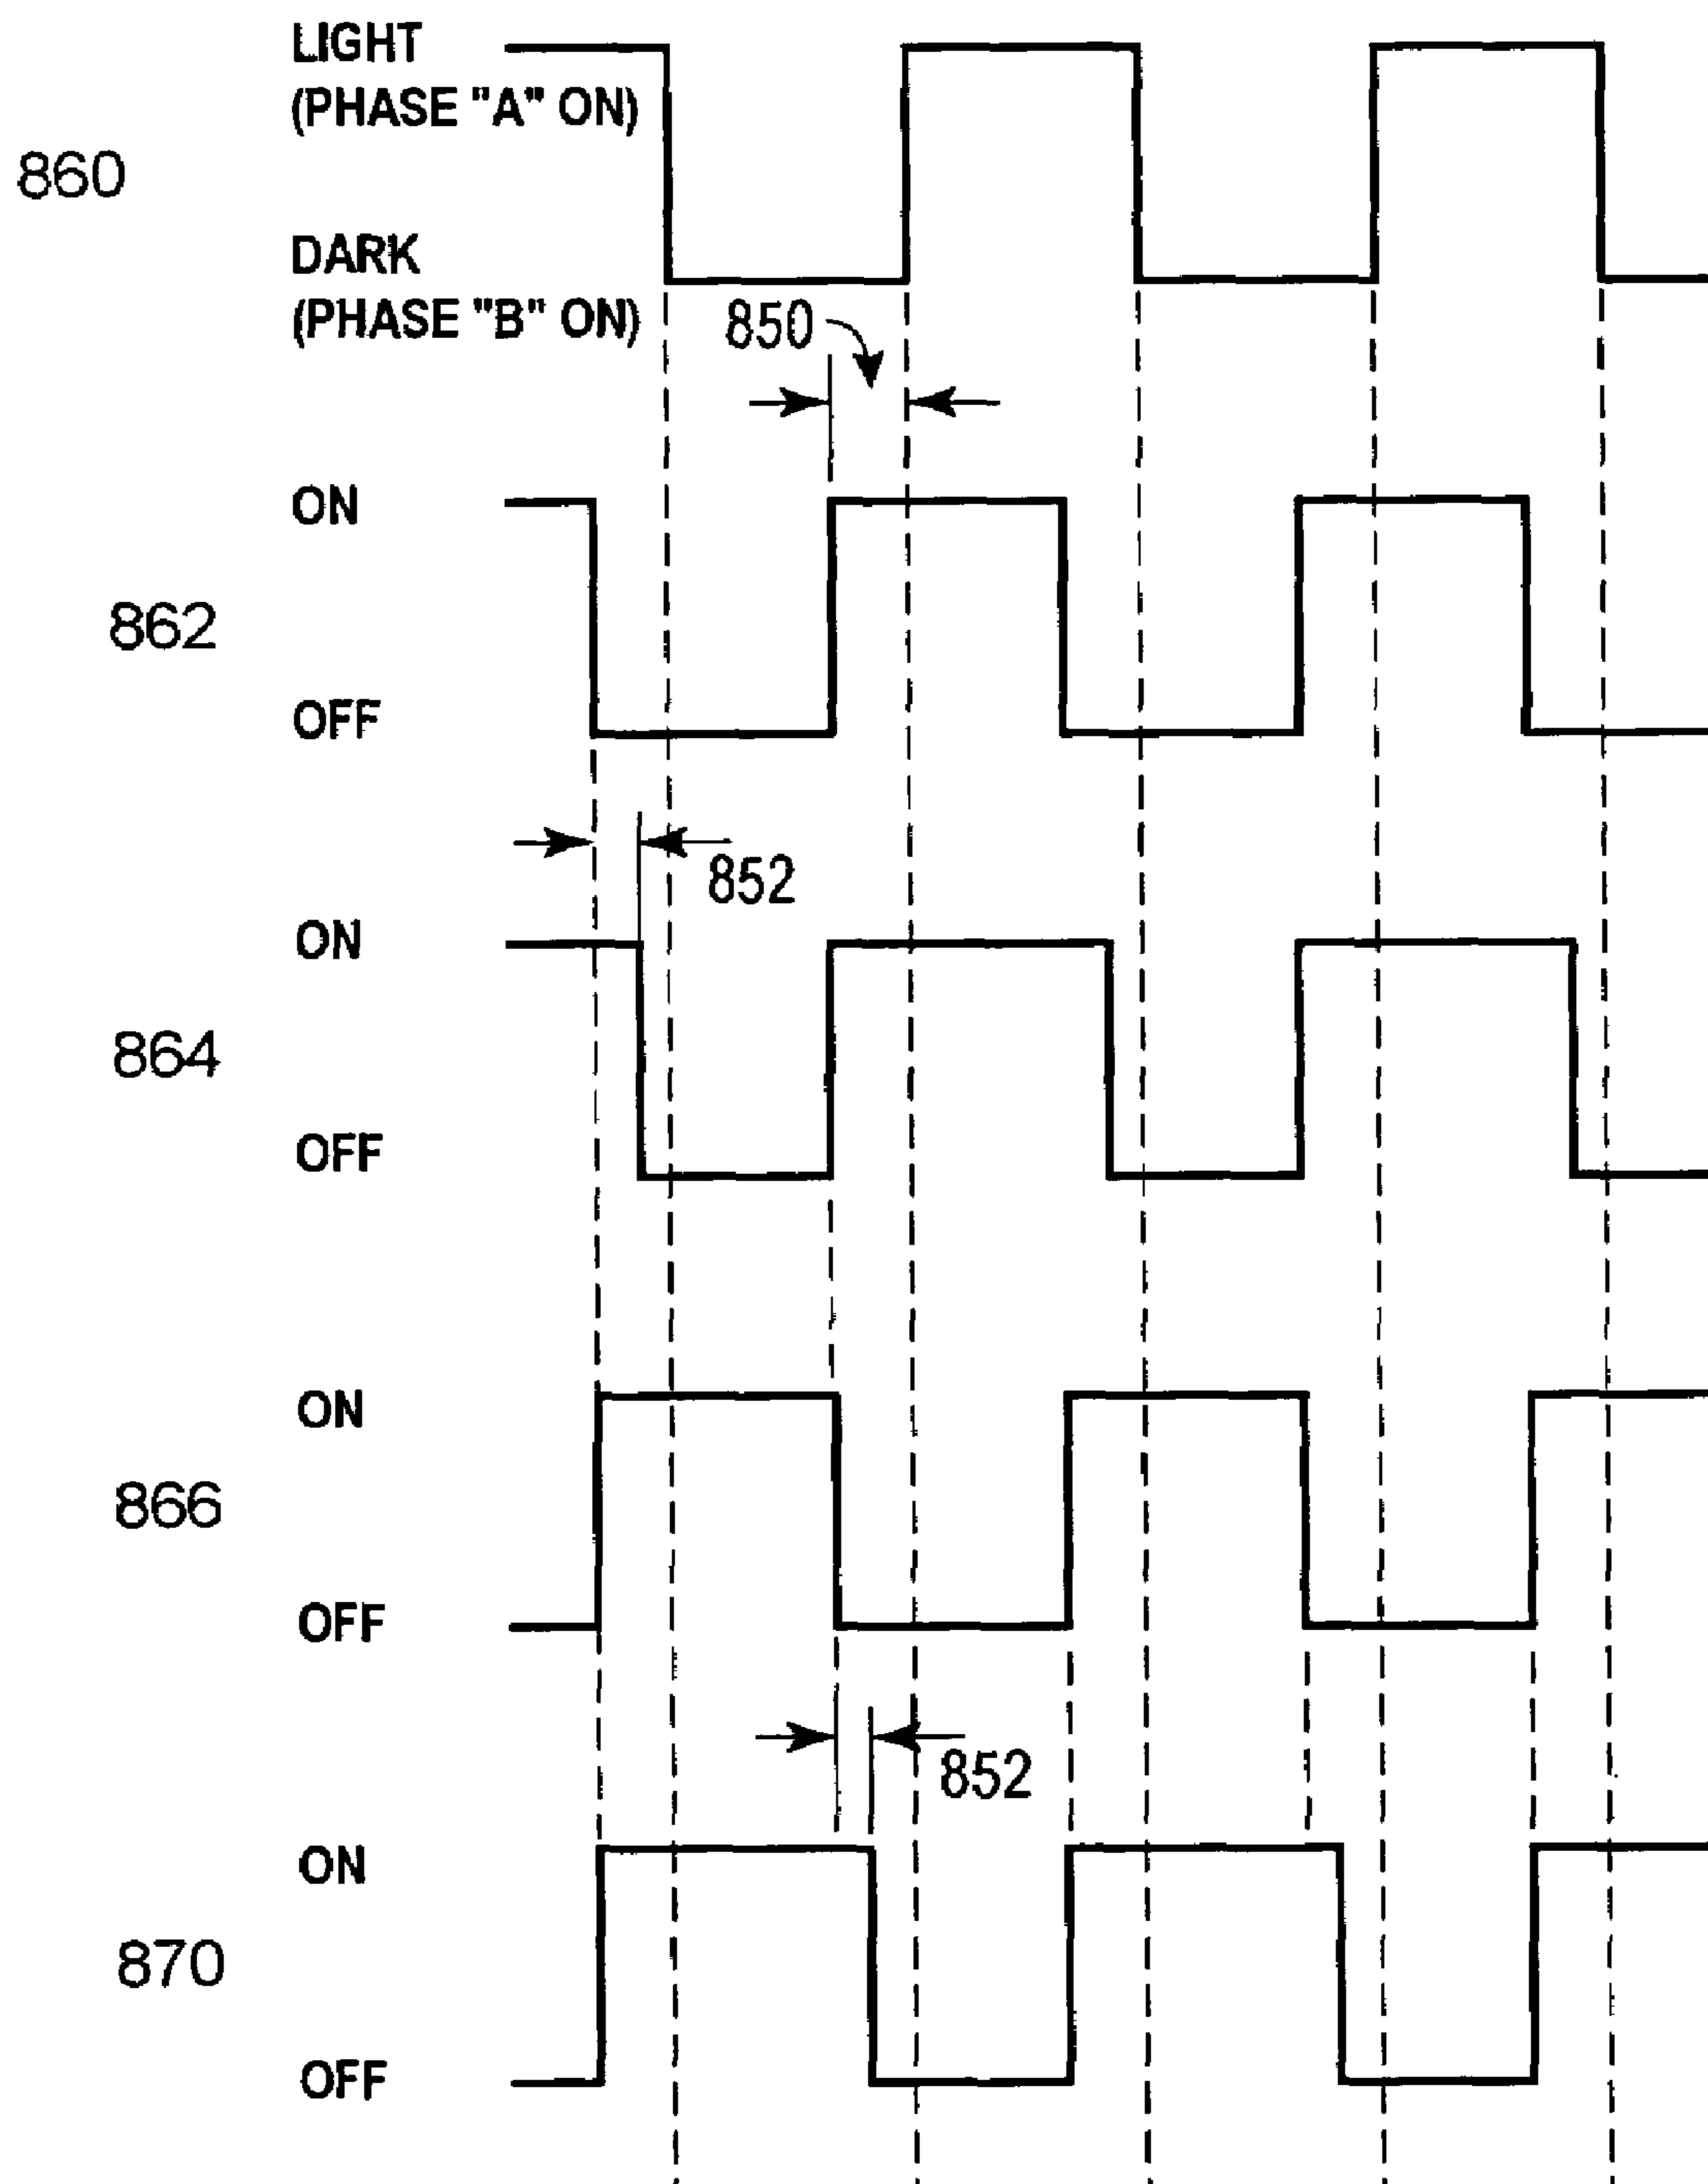 LIGHT
(PHASE "A" ON)
860
DARK
(PHASE "B" ON)
850
ON
862
OFF
852
ON
864
OFF
ON
866
OFF
852
ON
870
OFF